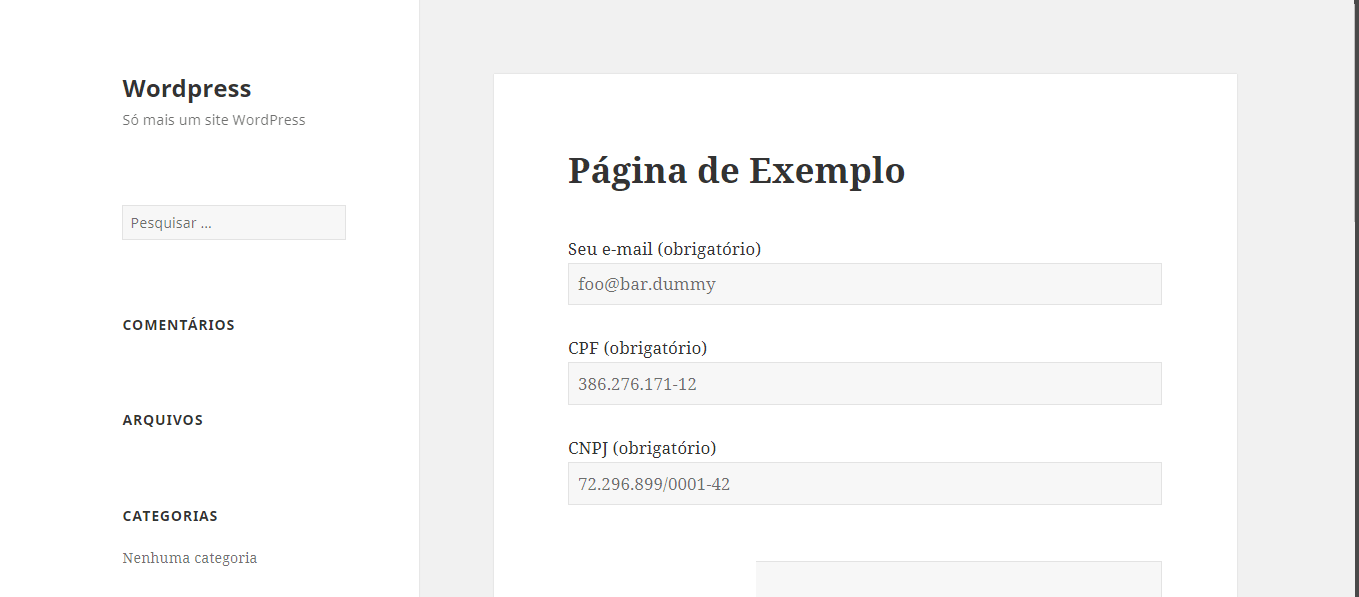 Wordpress
Só mais um site WordPress
Pesquisar ...
COMENTÁRIOS
ARQUIVOS
CATEGORIAS
Nenhuma categoria
Página de Exemplo
Seu e-mail (obrigatório)
foo@bar.dummy
CPF (obrigatório)
386.276.171-12
CNPJ (obrigatório)
72.296.899/0001-42